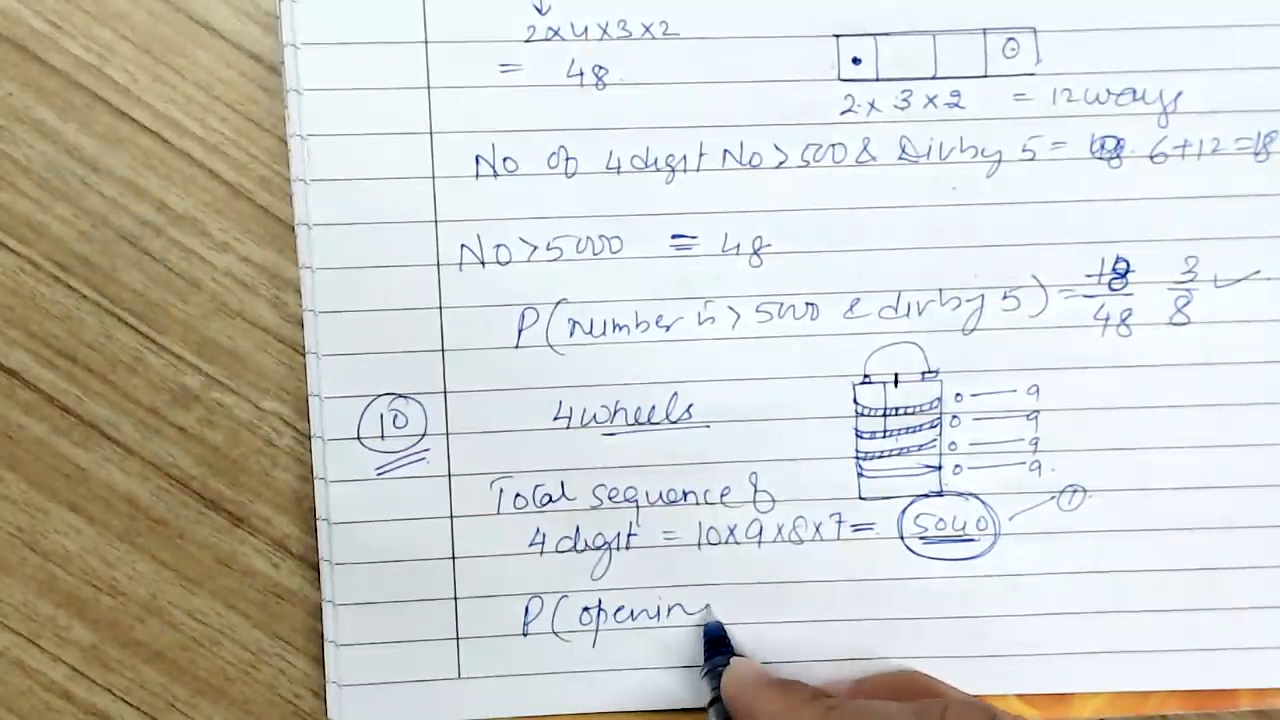 2×4×3×2
= 48.
2 × 3 × 2 = 12 ways
No of 4 digit No > 500 & Div by 5 = 6+12=18
No > 5000 = 48
P(number is > 500 & div by 5) = 18/48 3/8 ✓
10 4 wheels
0 — 9
0 — 9
0 — 9
0 — 9.
Total sequence of
4 digit = 10×9×8×7 = 5040 — 1
P(openin